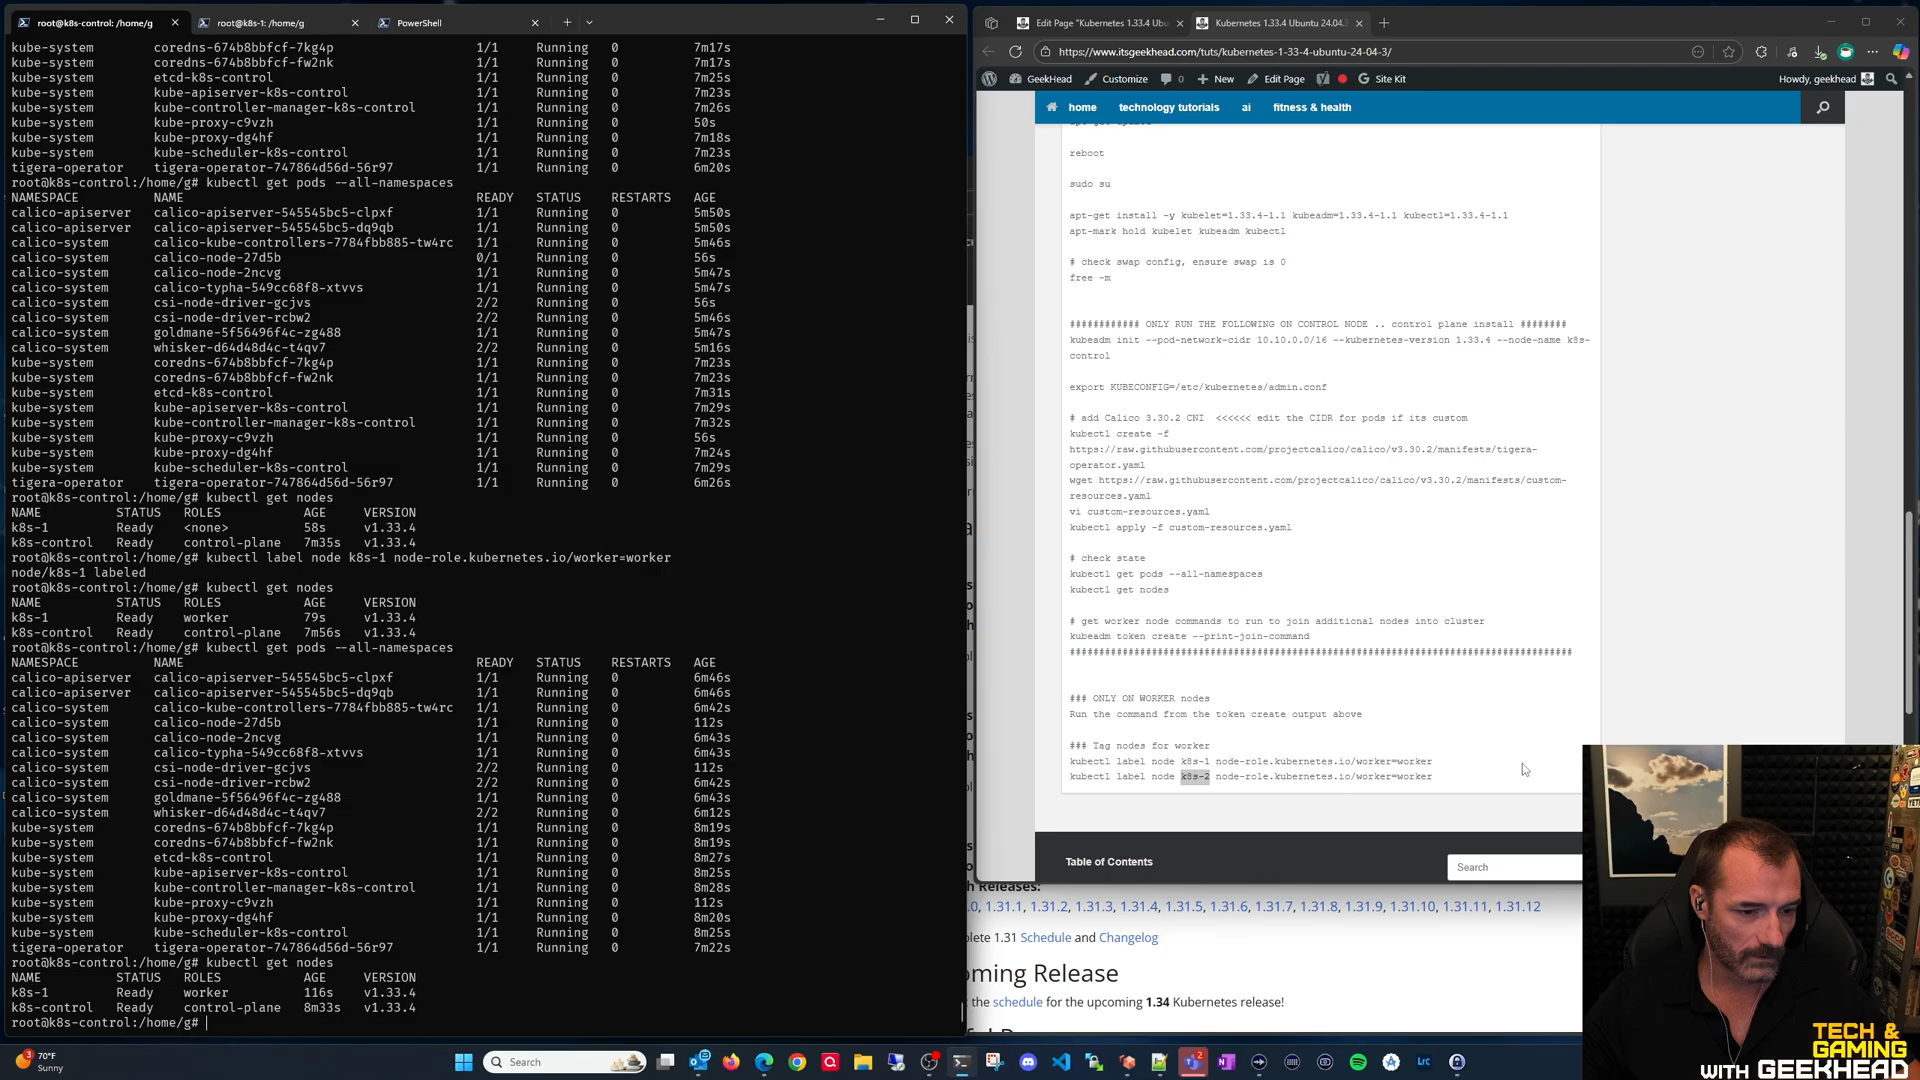 root@k8s-control: /home/g
root@k8s-1: /home/g
PowerShell
kube-system coredns-674b8bbfcf-7kg4p 1/1 Running 0 7m17s
kube-system coredns-674b8bbfcf-fw2nk 1/1 Running 0 7m17s
kube-system etcd-k8s-control 1/1 Running 0 7m25s
kube-system kube-apiserver-k8s-control 1/1 Running 0 7m23s
kube-system kube-controller-manager-k8s-control 1/1 Running 0 7m26s
kube-system kube-proxy-c9vzh 1/1 Running 0 50s
kube-system kube-proxy-dg4hf 1/1 Running 0 7m18s
kube-system kube-scheduler-k8s-control 1/1 Running 0 7m23s
tigera-operator tigera-operator-747864d56d-56r97 1/1 Running 0 6m20s
root@k8s-control:/home/g# kubectl get pods --all-namespaces
NAMESPACE NAME READY STATUS RESTARTS AGE
calico-apiserver calico-apiserver-545545bc5-clpxf 1/1 Running 0 5m50s
calico-apiserver calico-apiserver-545545bc5-dq9qb 1/1 Running 0 5m50s
calico-system calico-kube-controllers-7784fbb885-tw4rc 1/1 Running 0 5m46s
calico-system calico-node-27d5b 0/1 Running 0 56s
calico-system calico-node-2ncvg 1/1 Running 0 5m47s
calico-system calico-typha-549cc68f8-xtvvs 1/1 Running 0 5m47s
calico-system csi-node-driver-gcjvs 2/2 Running 0 56s
calico-system csi-node-driver-rcbw2 2/2 Running 0 5m46s
calico-system goldmane-5f56496f4c-zg488 1/1 Running 0 5m47s
calico-system whisker-d64d48d4c-t4qv7 2/2 Running 0 5m16s
kube-system coredns-674b8bbfcf-7kg4p 1/1 Running 0 7m23s
kube-system coredns-674b8bbfcf-fw2nk 1/1 Running 0 7m23s
kube-system etcd-k8s-control 1/1 Running 0 7m31s
kube-system kube-apiserver-k8s-control 1/1 Running 0 7m29s
kube-system kube-controller-manager-k8s-control 1/1 Running 0 7m32s
kube-system kube-proxy-c9vzh 1/1 Running 0 56s
kube-system kube-proxy-dg4hf 1/1 Running 0 7m24s
kube-system kube-scheduler-k8s-control 1/1 Running 0 7m29s
tigera-operator tigera-operator-747864d56d-56r97 1/1 Running 0 6m26s
root@k8s-control:/home/g# kubectl get nodes
NAME STATUS ROLES AGE VERSION
k8s-1 Ready <none> 58s v1.33.4
k8s-control Ready control-plane 7m35s v1.33.4
root@k8s-control:/home/g# kubectl label node k8s-1 node-role.kubernetes.io/worker=worker
node/k8s-1 labeled
root@k8s-control:/home/g# kubectl get nodes
NAME STATUS ROLES AGE VERSION
k8s-1 Ready worker 79s v1.33.4
k8s-control Ready control-plane 7m56s v1.33.4
root@k8s-control:/home/g# kubectl get pods --all-namespaces
NAMESPACE NAME READY STATUS RESTARTS AGE
calico-apiserver calico-apiserver-545545bc5-clpxf 1/1 Running 0 6m46s
calico-apiserver calico-apiserver-545545bc5-dq9qb 1/1 Running 0 6m46s
calico-system calico-kube-controllers-7784fbb885-tw4rc 1/1 Running 0 6m42s
calico-system calico-node-27d5b 1/1 Running 0 112s
calico-system calico-node-2ncvg 1/1 Running 0 6m43s
calico-system calico-typha-549cc68f8-xtvvs 1/1 Running 0 6m43s
calico-system csi-node-driver-gcjvs 2/2 Running 0 112s
calico-system csi-node-driver-rcbw2 2/2 Running 0 6m42s
calico-system goldmane-5f56496f4c-zg488 1/1 Running 0 6m43s
calico-system whisker-d64d48d4c-t4qv7 2/2 Running 0 6m12s
kube-system coredns-674b8bbfcf-7kg4p 1/1 Running 0 8m19s
kube-system coredns-674b8bbfcf-fw2nk 1/1 Running 0 8m19s
kube-system etcd-k8s-control 1/1 Running 0 8m27s
kube-system kube-apiserver-k8s-control 1/1 Running 0 8m25s
kube-system kube-controller-manager-k8s-control 1/1 Running 0 8m28s
kube-system kube-proxy-c9vzh 1/1 Running 0 112s
kube-system kube-proxy-dg4hf 1/1 Running 0 8m20s
kube-system kube-scheduler-k8s-control 1/1 Running 0 8m25s
tigera-operator tigera-operator-747864d56d-56r97 1/1 Running 0 7m22s
root@k8s-control:/home/g# kubectl get nodes
NAME STATUS ROLES AGE VERSION
k8s-1 Ready worker 116s v1.33.4
k8s-control Ready control-plane 8m33s v1.33.4
root@k8s-control:/home/g#
Edit Page "Kubernetes 1.33.4 Ubu
Kubernetes 1.33.4 Ubuntu 24.04.3
https://www.itsgeekhead.com/tuts/kubernetes-1-33-4-ubuntu-24-04-3/
GeekHead Customize 0 New Edit Page Site Kit Howdy, geekhead
home technology tutorials ai fitness & health
reboot
sudo su
apt-get install -y kubelet=1.33.4-1.1 kubeadm=1.33.4-1.1 kubectl=1.33.4-1.1
apt-mark hold kubelet kubeadm kubectl
# check swap config, ensure swap is 0
free -m
############ ONLY RUN THE FOLLOWING ON CONTROL NODE .. control plane install ########
kubeadm init --pod-network-cidr 10.10.0.0/16 --kubernetes-version 1.33.4 --node-name k8s-
control
export KUBECONFIG=/etc/kubernetes/admin.conf
# add Calico 3.30.2 CNI <<<<<< edit the CIDR for pods if its custom
kubectl create -f
https://raw.githubusercontent.com/projectcalico/calico/v3.30.2/manifests/tigera-
operator.yaml
wget https://raw.githubusercontent.com/projectcalico/calico/v3.30.2/manifests/custom-
resources.yaml
vi custom-resources.yaml
kubectl apply -f custom-resources.yaml
# check state
kubectl get pods --all-namespaces
kubectl get nodes
# get worker node commands to run to join additional nodes into cluster
kubeadm token create --print-join-command
######################################################################################
### ONLY ON WORKER nodes
Run the command from the token create output above
### Tag nodes for worker
kubectl label node k8s-1 node-role.kubernetes.io/worker=worker
kubectl label node k8s-2 node-role.kubernetes.io/worker=worker
Table of Contents
Search
h Releases:
.0, 1.31.1, 1.31.2, 1.31.3, 1.31.4, 1.31.5, 1.31.6, 1.31.7, 1.31.8, 1.31.9, 1.31.10, 1.31.11, 1.31.12
plete 1.31 Schedule and Changelog
oming Release
t the schedule for the upcoming 1.34 Kubernetes release!
3
70°F
Sunny
Search
2
Lrc
TECH &
GAMING
WITH GEEKHEAD